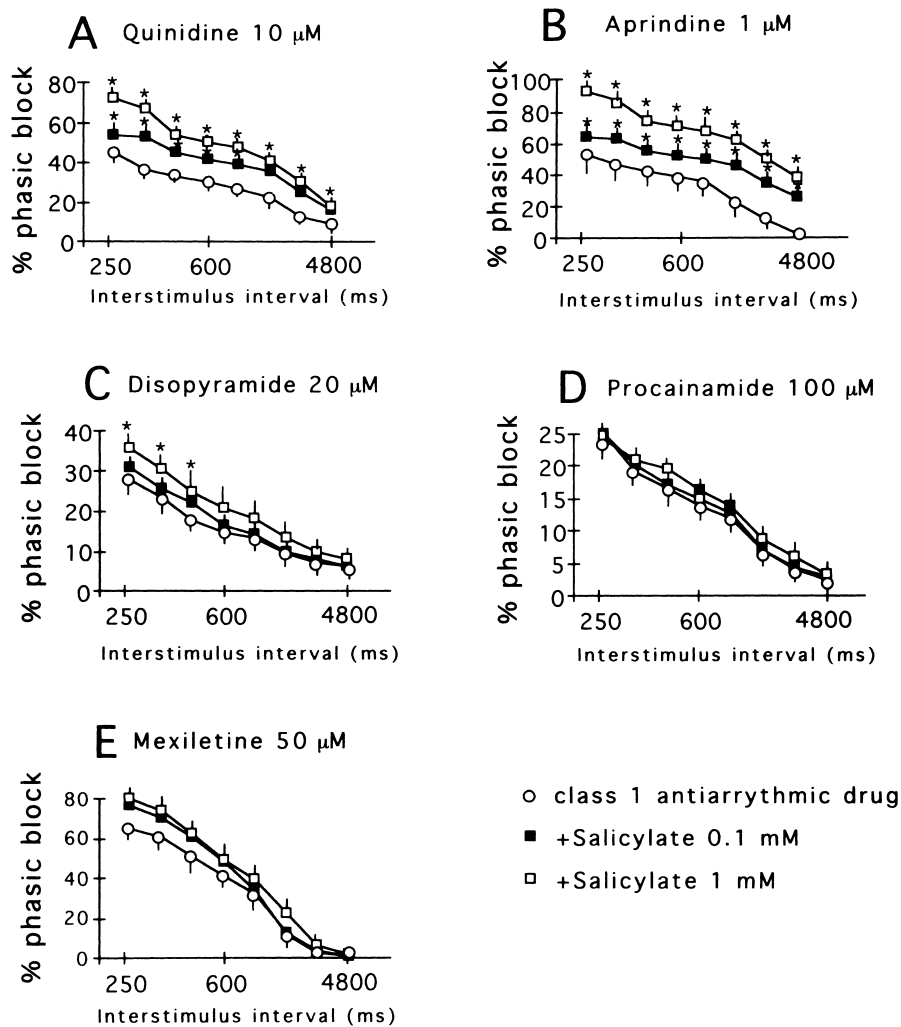 A Quinidine 10 µM
% phasic block
80
60
40
20
0
250 600 4800
Interstimulus interval (ms)
* * * * * * * *
* * * * *
B Aprindine 1 µM
% phasic block
100
80
60
40
20
0
250 600 4800
Interstimulus interval (ms)
* * * * * * * *
* * * * * * * *
C Disopyramide 20 µM
% phasic block
40
30
20
10
0
250 600 4800
Interstimulus interval (ms)
* * *
D Procainamide 100 µM
% phasic block
25
20
15
10
5
0
250 600 4800
Interstimulus interval (ms)
E Mexiletine 50 µM
% phasic block
80
60
40
20
0
250 600 4800
Interstimulus interval (ms)
class 1 antiarrythmic drug
+Salicylate 0.1 mM
+Salicylate 1 mM